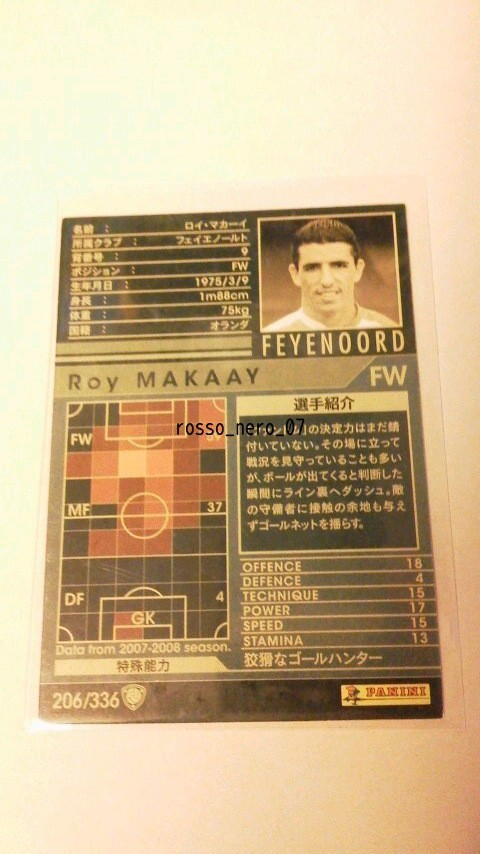 名前 : ロイ・マカーイ
所属クラブ : フェイエノールト
背番号 : 9
ポジション : FW
生年月日 : 1975/3/9
身長 : 1m88cm
体重 : 75kg
国籍 : オランダ
FEYENOORD
Roy MAKAAY FW
FW
MF 37
DF 4
GK
Data from 2007-2008 season.
特殊能力
206/336
選手紹介
rosso_nero_07
の決定力はまだ錆
付いていない。その場に立って
戦況を見守っていることも多い
が、ボールが出てくると判断した
瞬間にライン裏へダッシュ。敵
の守備者に接触の余地も与え
ずゴールネットを揺らす。
OFFENCE 18
DEFENCE 4
TECHNIQUE 15
POWER 17
SPEED 15
STAMINA 13
狡猾なゴールハンター
PANINI